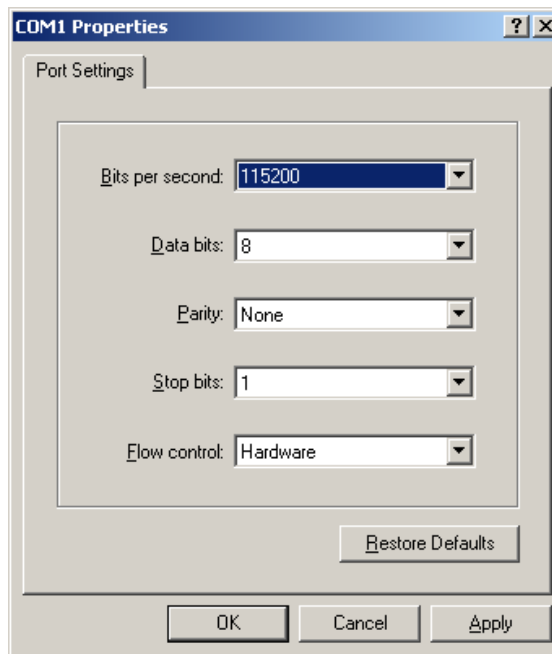 COM1 Properties
Port Settings
Bits per second: 115200
Data bits: 8
Parity: None
Stop bits: 1
Flow control: Hardware
Restore Defaults
OK Cancel Apply